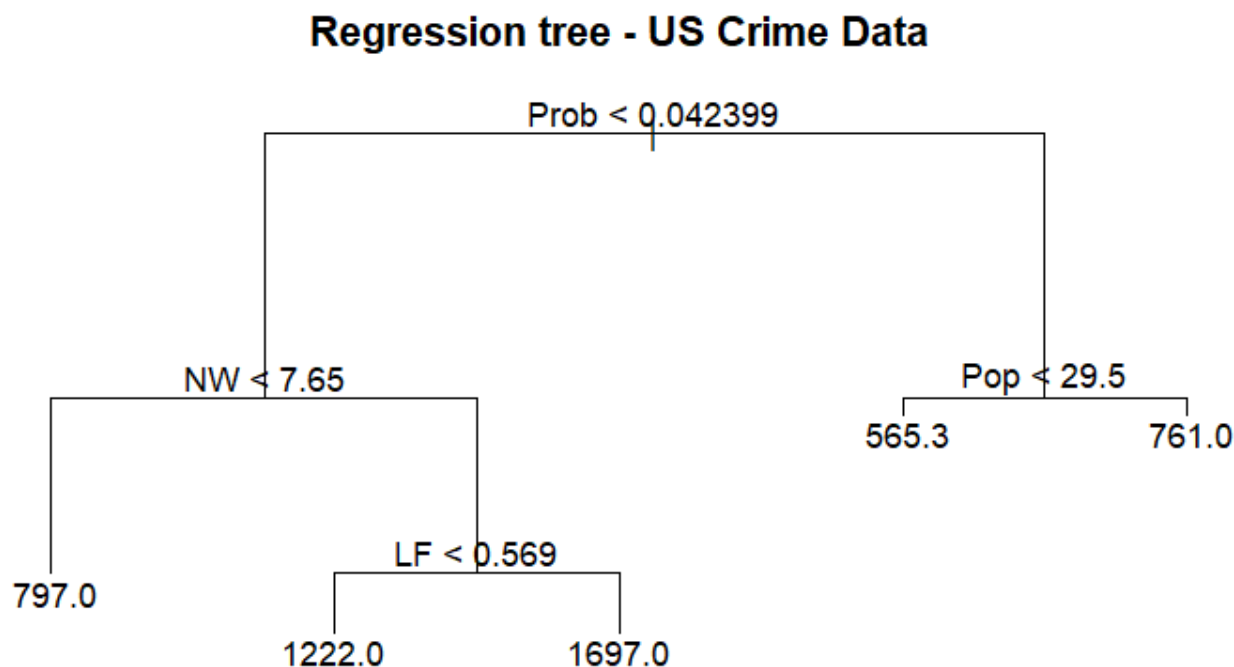 Regression tree - US Crime Data
Prob < 0.042399
NW < 7.65
Pop < 29.5
565.3
761.0
LF < 0.569
797.0
1222.0
1697.0